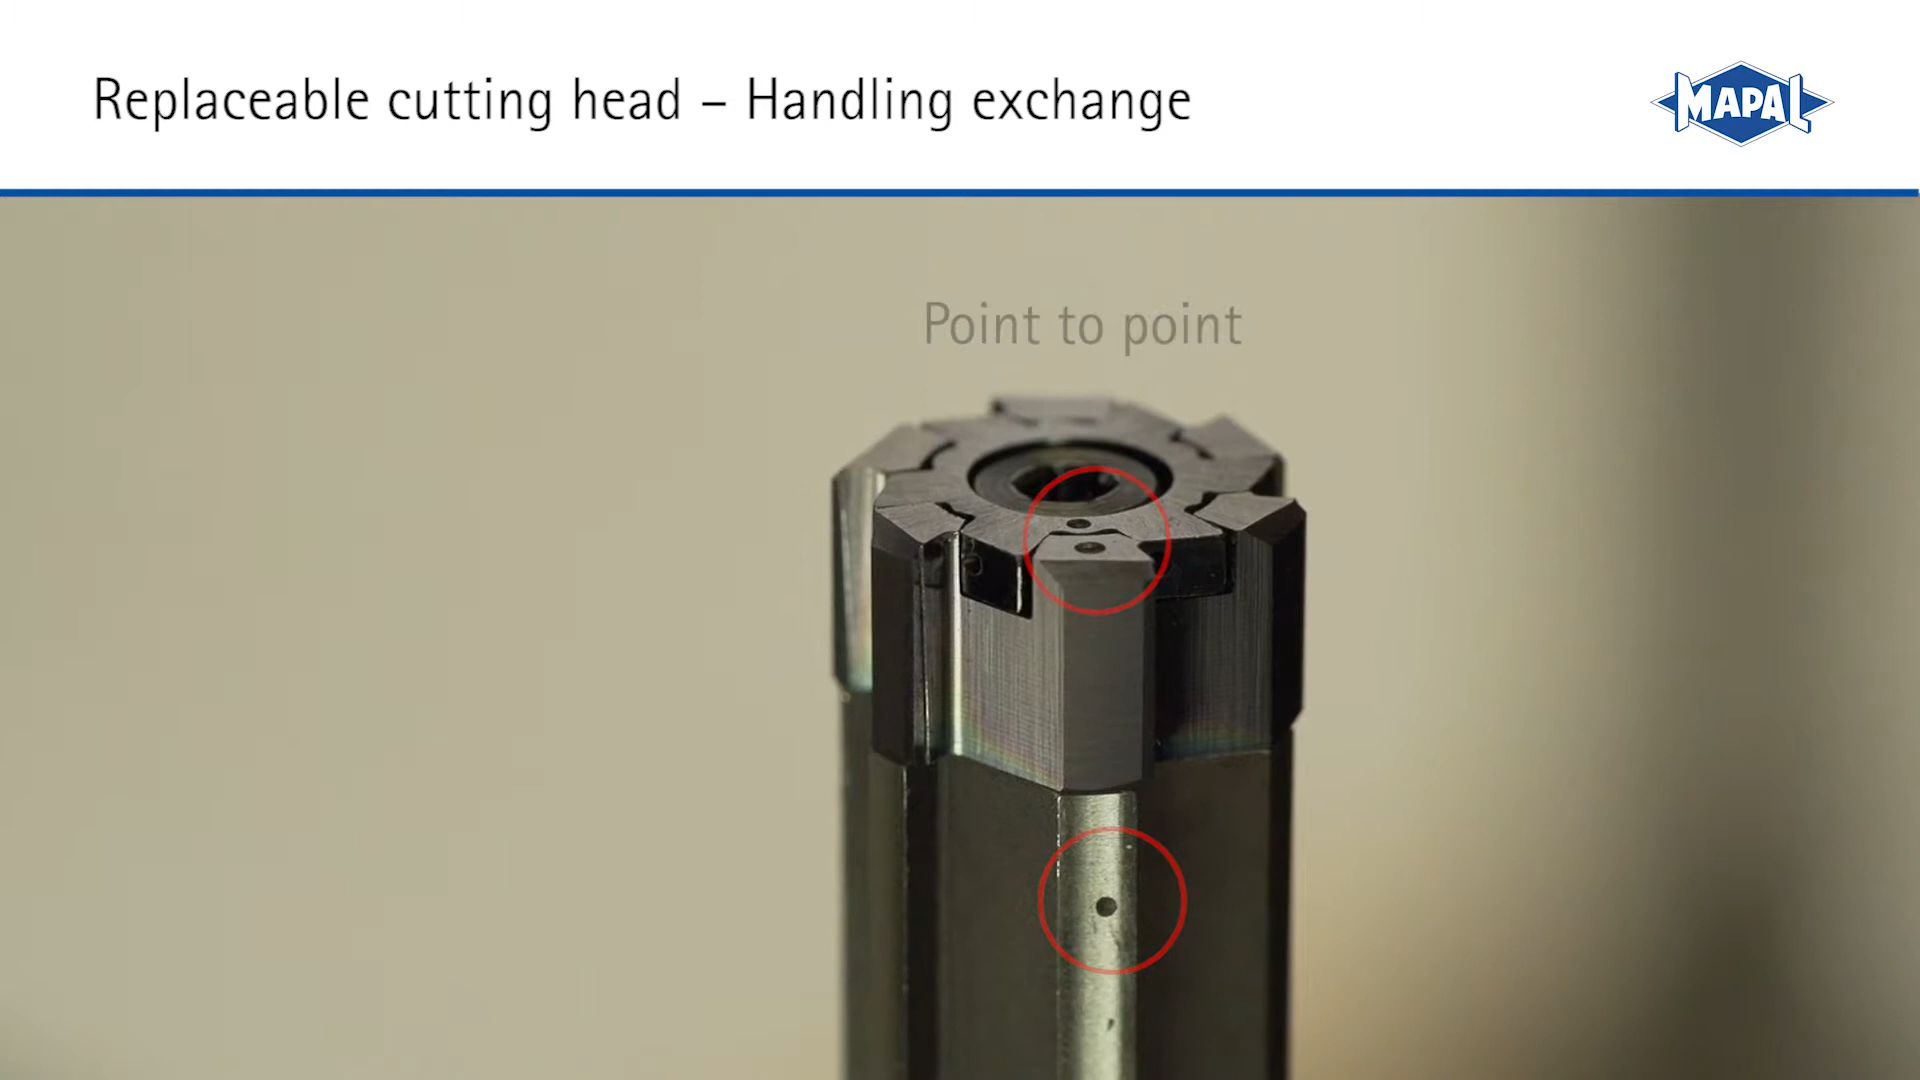 Replaceable cutting head – Handling exchange
MAPAL
Point to point